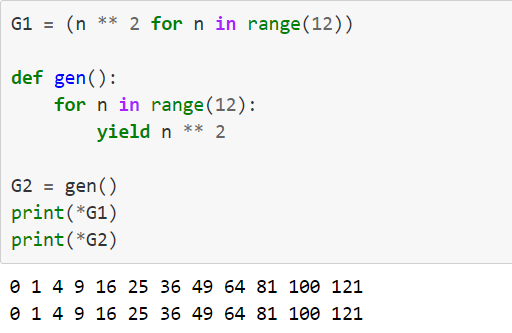 G1 = (n ** 2 for n in range(12))

def gen():
    for n in range(12):
        yield n ** 2

G2 = gen()
print(*G1)
print(*G2)
0 1 4 9 16 25 36 49 64 81 100 121
0 1 4 9 16 25 36 49 64 81 100 121